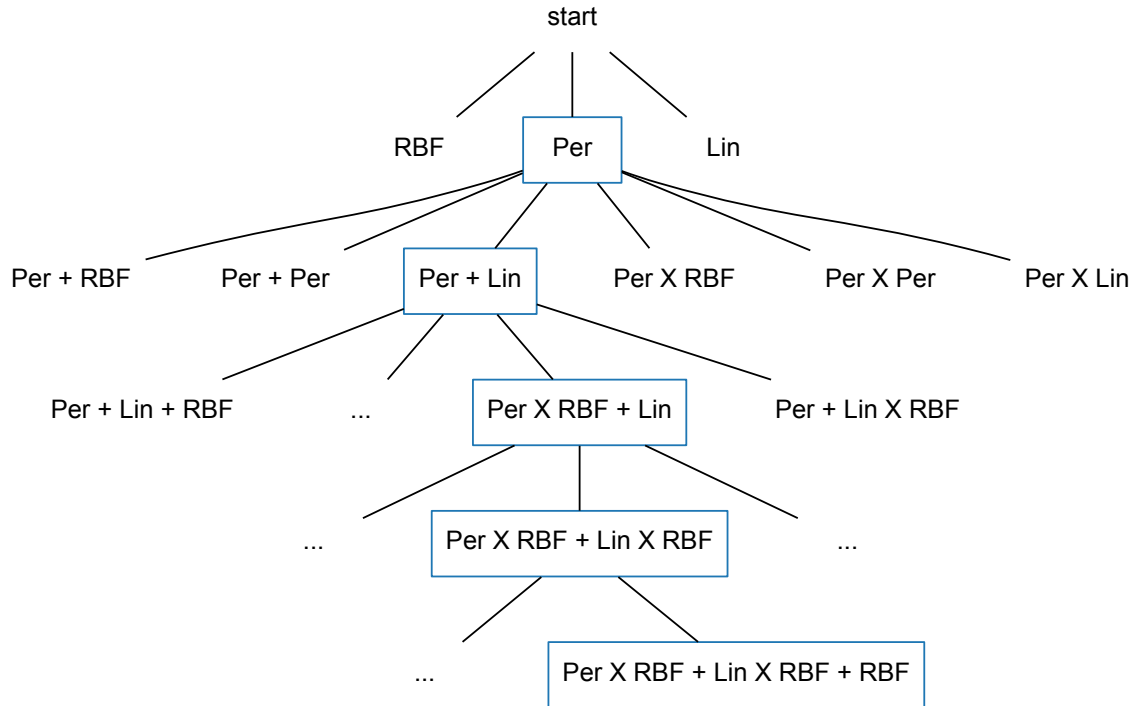 start
RBF
Per
Lin
Per + RBF
Per + Per
Per + Lin
Per X RBF
Per X Per
Per X Lin
Per + Lin + RBF
...
Per X RBF + Lin
Per + Lin X RBF
...
Per X RBF + Lin X RBF
...
...
Per X RBF + Lin X RBF + RBF